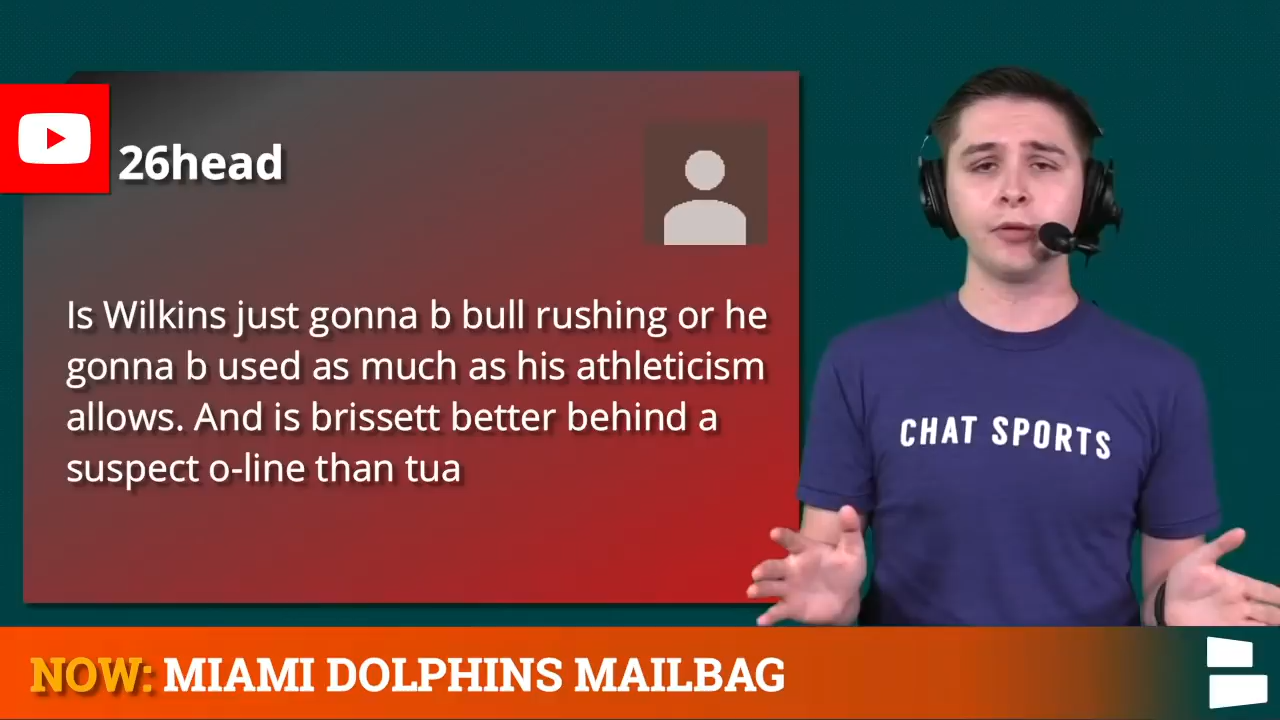 26head
Is Wilkins just gonna b bull rushing or he
gonna b used as much as his athleticism
allows. And is brissett better behind a
suspect o-line than tua
CHAT SPORTS
NOW: MIAMI DOLPHINS MAILBAG